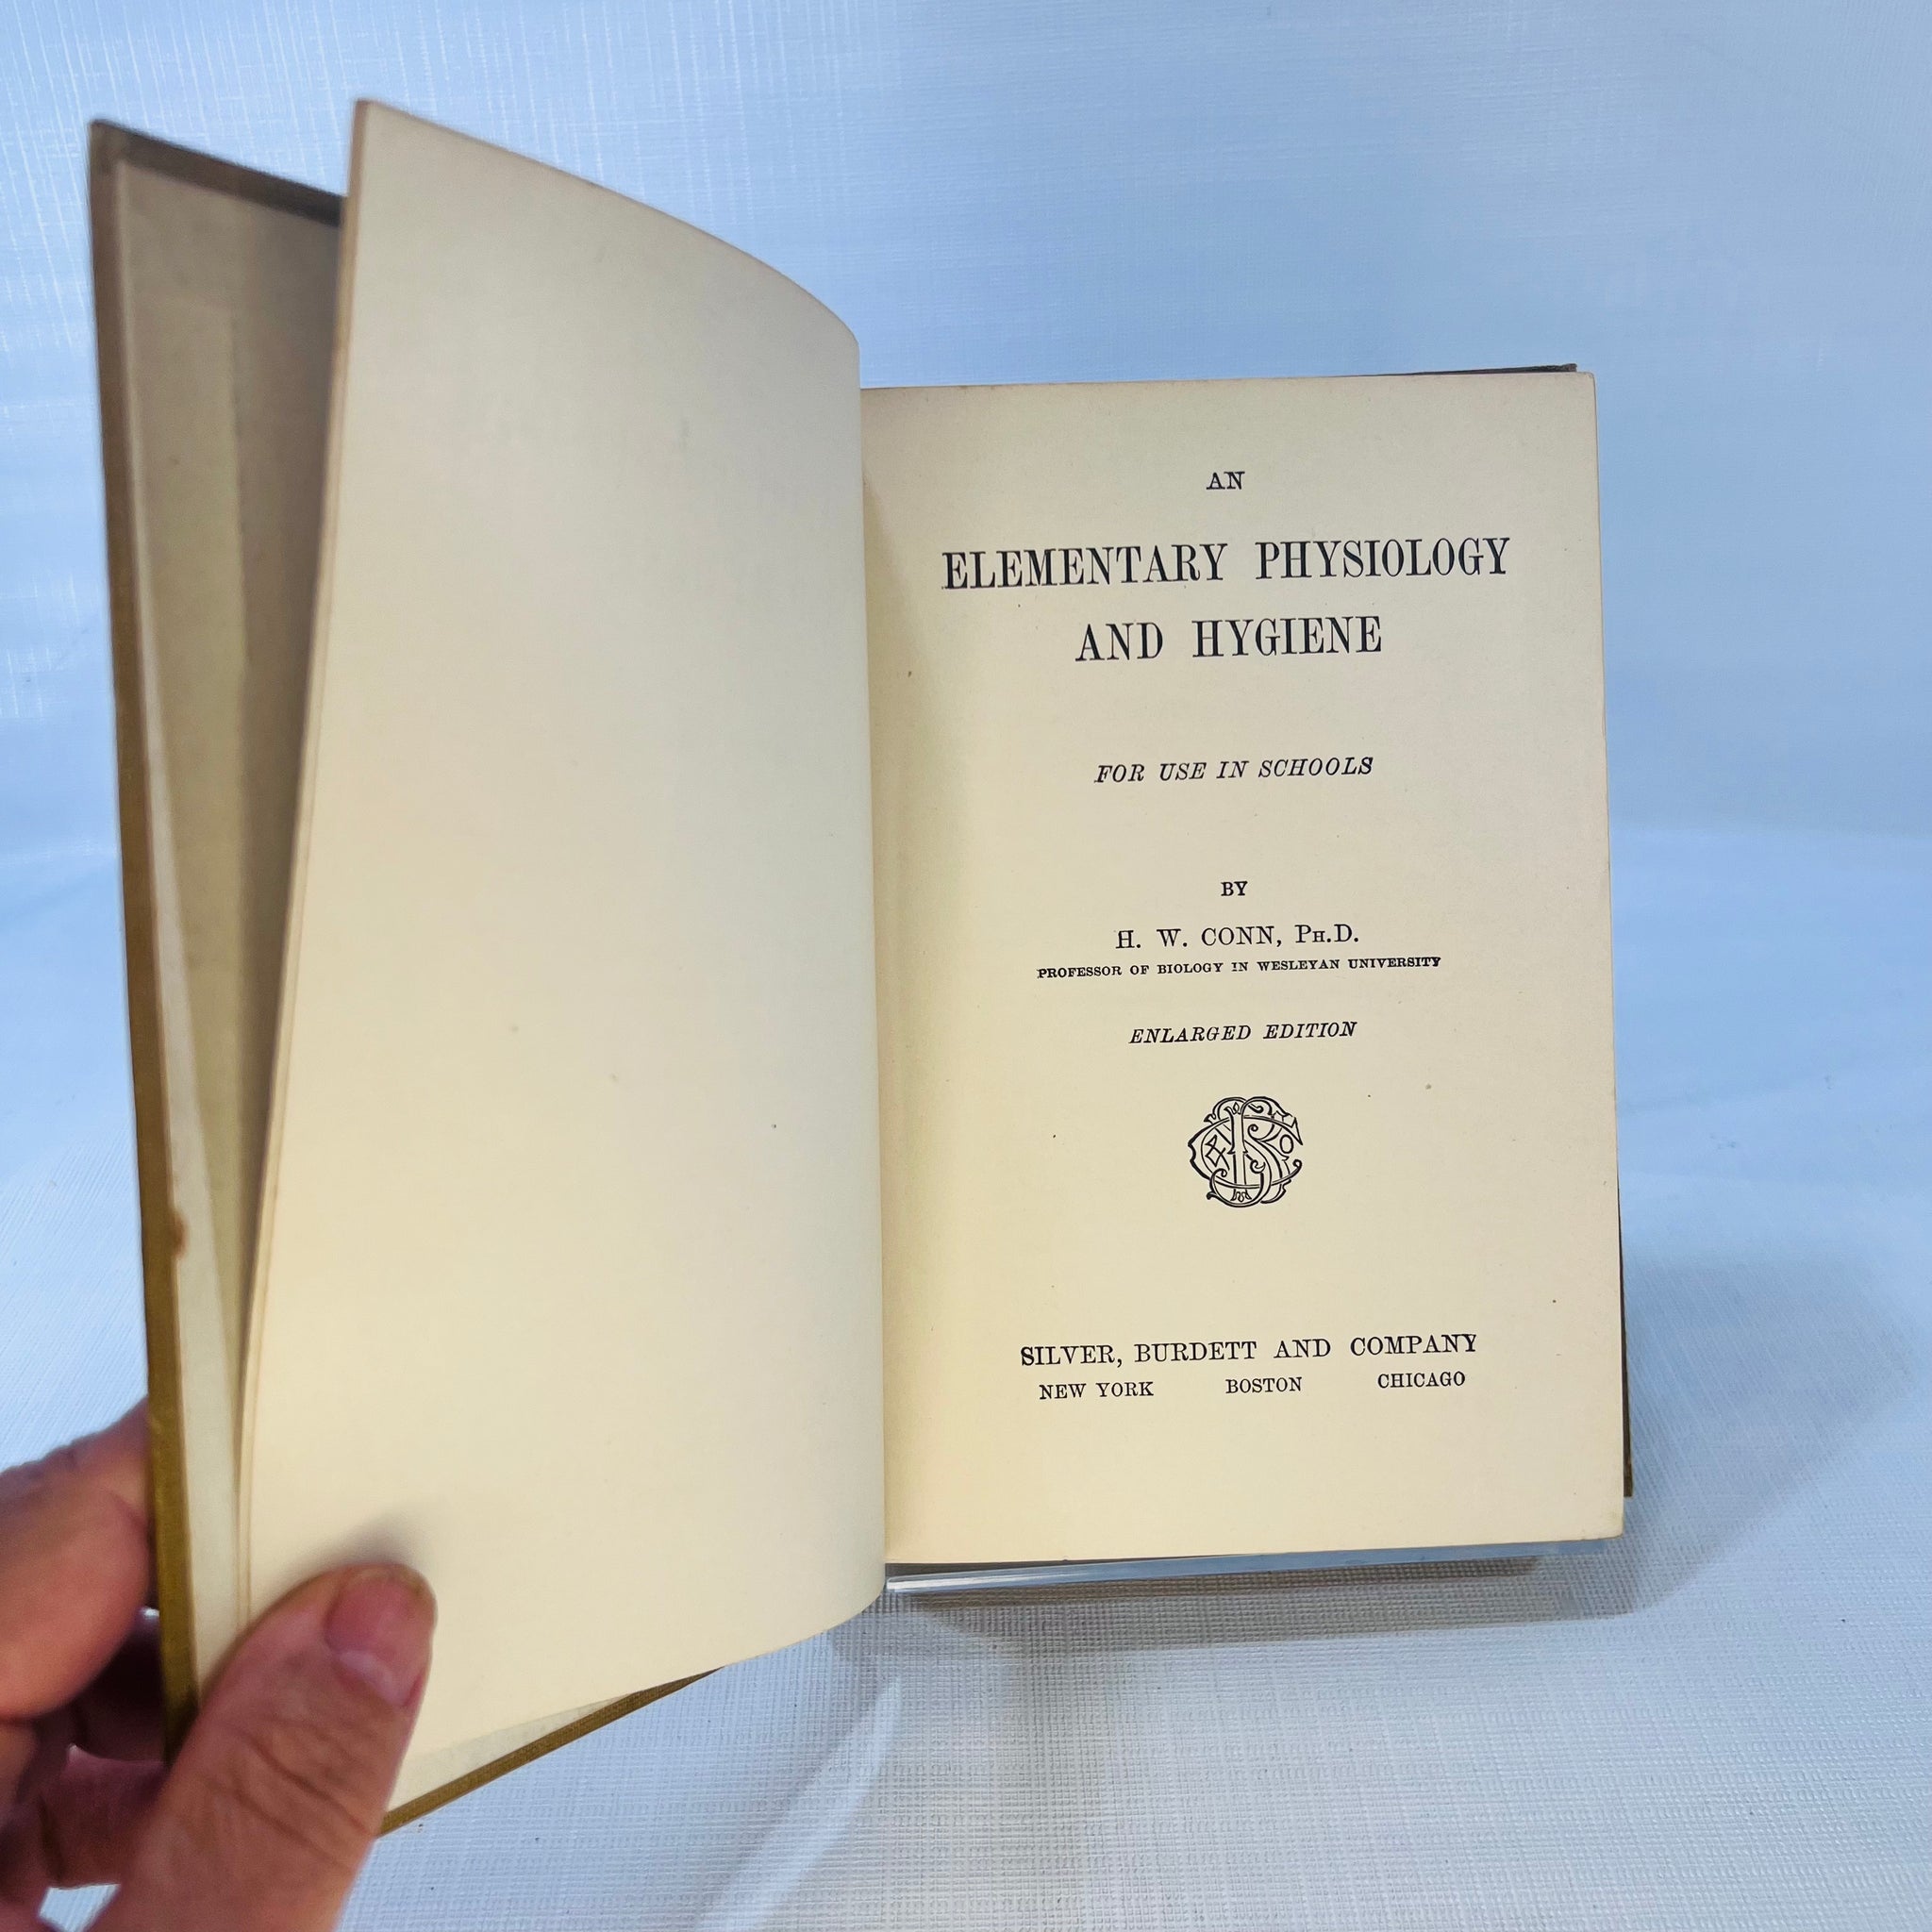 AN
ELEMENTARY PHYSIOLOGY
AND HYGIENE
FOR USE IN SCHOOLS
BY
H. W. CONN, PH.D.
PROFESSOR OF BIOLOGY IN WESLEYAN UNIVERSITY
ENLARGED EDITION
SILVER, BURDETT AND COMPANY
NEW YORK BOSTON CHICAGO